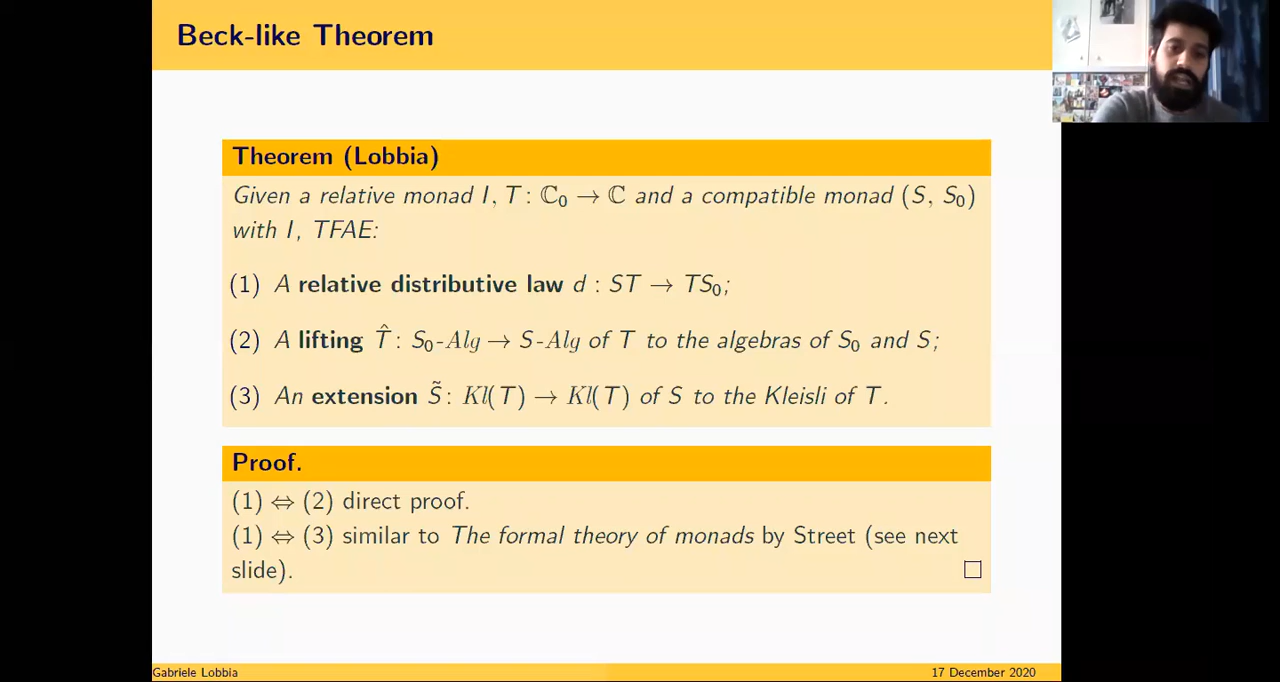 Beck-like Theorem
Theorem (Lobbia)
Given a relative monad I, T : ℂ₀ → ℂ and a compatible monad (S, S₀)
with I, TFAE:
(1) A relative distributive law d : ST → TS₀;
(2) A lifting T̂ : S₀-Alg → S-Alg of T to the algebras of S₀ and S;
(3) An extension S̃ : Kl(T) → Kl(T) of S to the Kleisli of T.
Proof.
(1) ⇔ (2) direct proof.
(1) ⇔ (3) similar to The formal theory of monads by Street (see next
slide). □
Gabriele Lobbia 17 December 2020